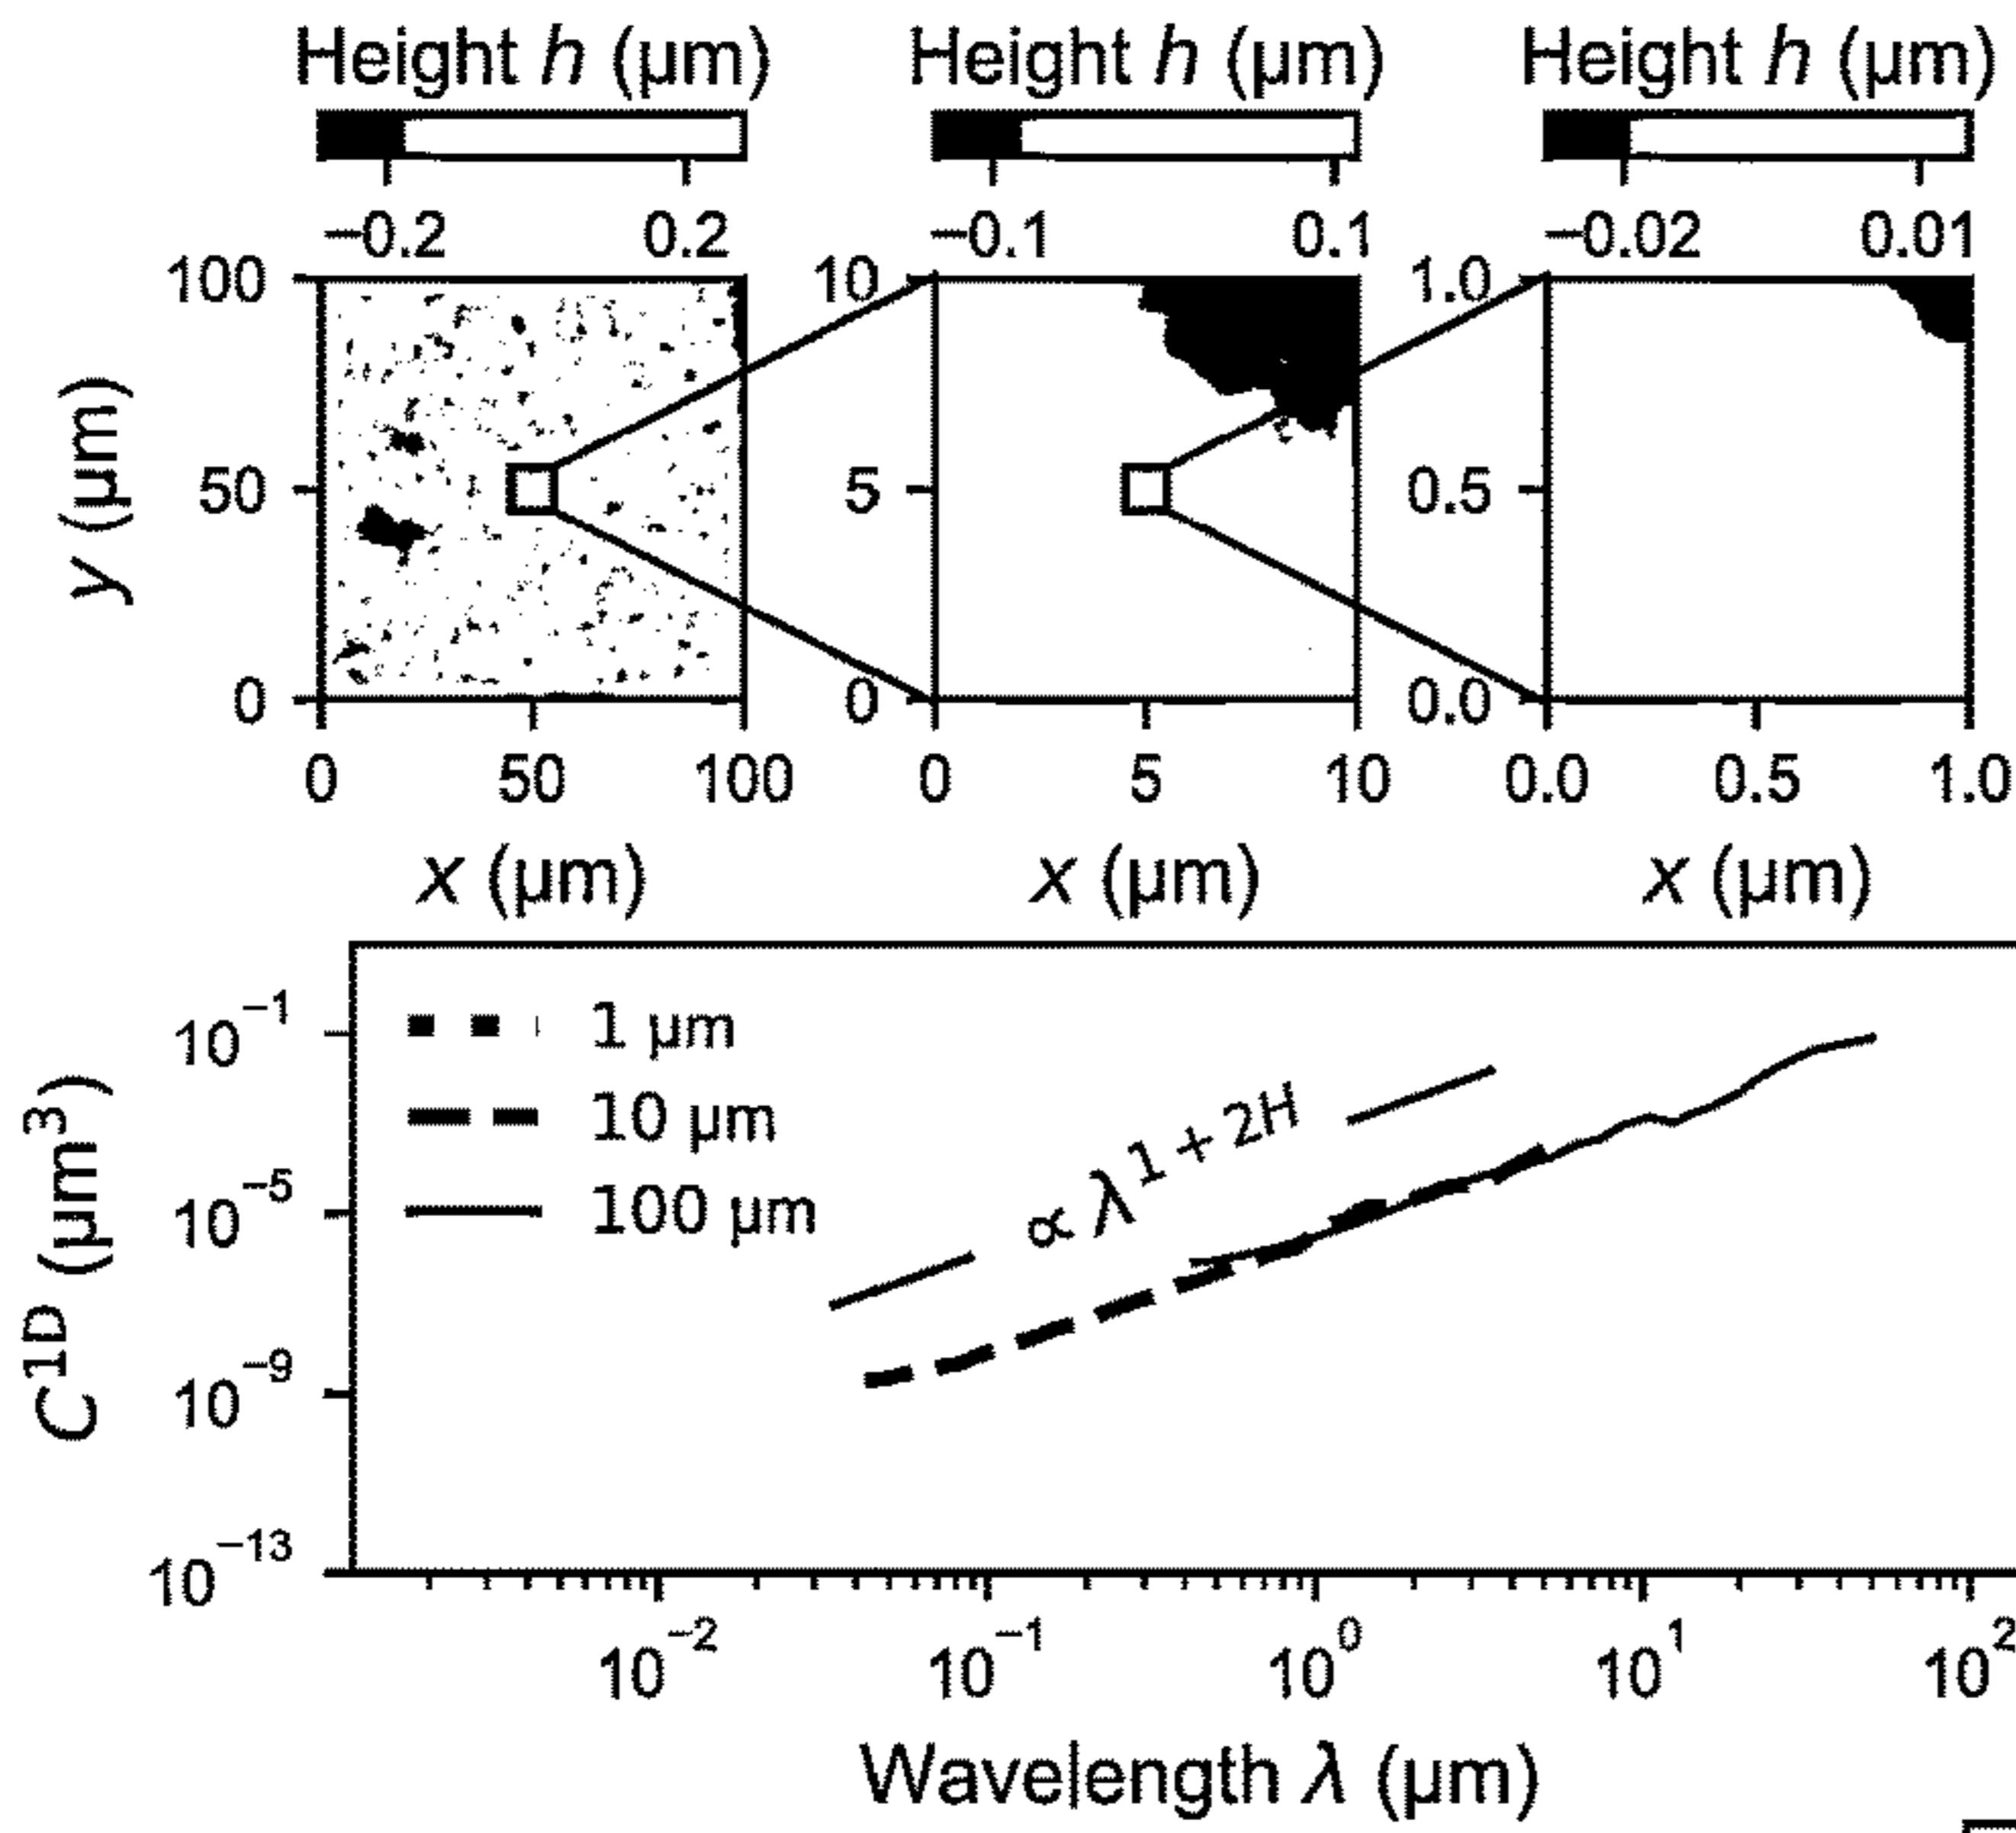 Height h (μm) Height h (μm) Height h (μm)
−0.2 0.2 −0.1 0.1 −0.02 0.01
100 10 1.0
y (μm) 50 5 0.5
0 0 0.0
0 50 100 0 5 10 0.0 0.5 1.0
x (μm) x (μm) x (μm)
10⁻¹ 1 μm
10 μm
10⁻⁵ 100 μm
∝ λ¹⁺²ᴴ
C¹ᴰ (μm³)
10⁻⁹
10⁻¹³
10⁻² 10⁻¹ 10⁰ 10¹ 10²
Wavelength λ (μm)